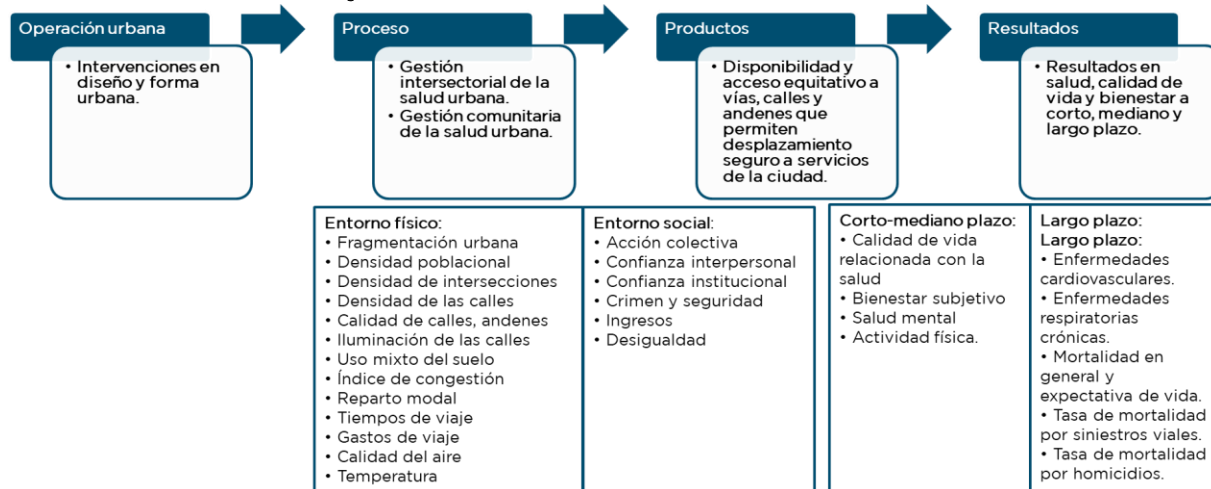 Operación urbana
• Intervenciones en
diseño y forma
urbana.
Proceso
• Gestión
intersectorial de la
salud urbana.
• Gestión comunitaria
de la salud urbana.
Productos
• Disponibilidad y
acceso equitativo a
vías, calles y
andenes que
permiten
desplazamiento
seguro a servicios
de la ciudad.
Resultados
• Resultados en
salud, calidad de
vida y bienestar a
corto, mediano y
largo plazo.
Entorno físico:
• Fragmentación urbana
• Densidad poblacional
• Densidad de intersecciones
• Densidad de las calles
• Calidad de calles, andenes
• Iluminación de las calles
• Uso mixto del suelo
• Índice de congestión
• Reparto modal
• Tiempos de viaje
• Gastos de viaje
• Calidad del aire
• Temperatura
Entorno social:
• Acción colectiva
• Confianza interpersonal
• Confianza institucional
• Crimen y seguridad
• Ingresos
• Desigualdad
Corto-mediano plazo:
• Calidad de vida
relacionada con la
salud
• Bienestar subjetivo
• Salud mental
• Actividad física.
Largo plazo:
Largo plazo:
• Enfermedades
cardiovasculares.
• Enfermedades
respiratorias
crónicas.
• Mortalidad en
general y
expectativa de vida.
• Tasa de mortalidad
por siniestros viales.
• Tasa de mortalidad
por homicidios.